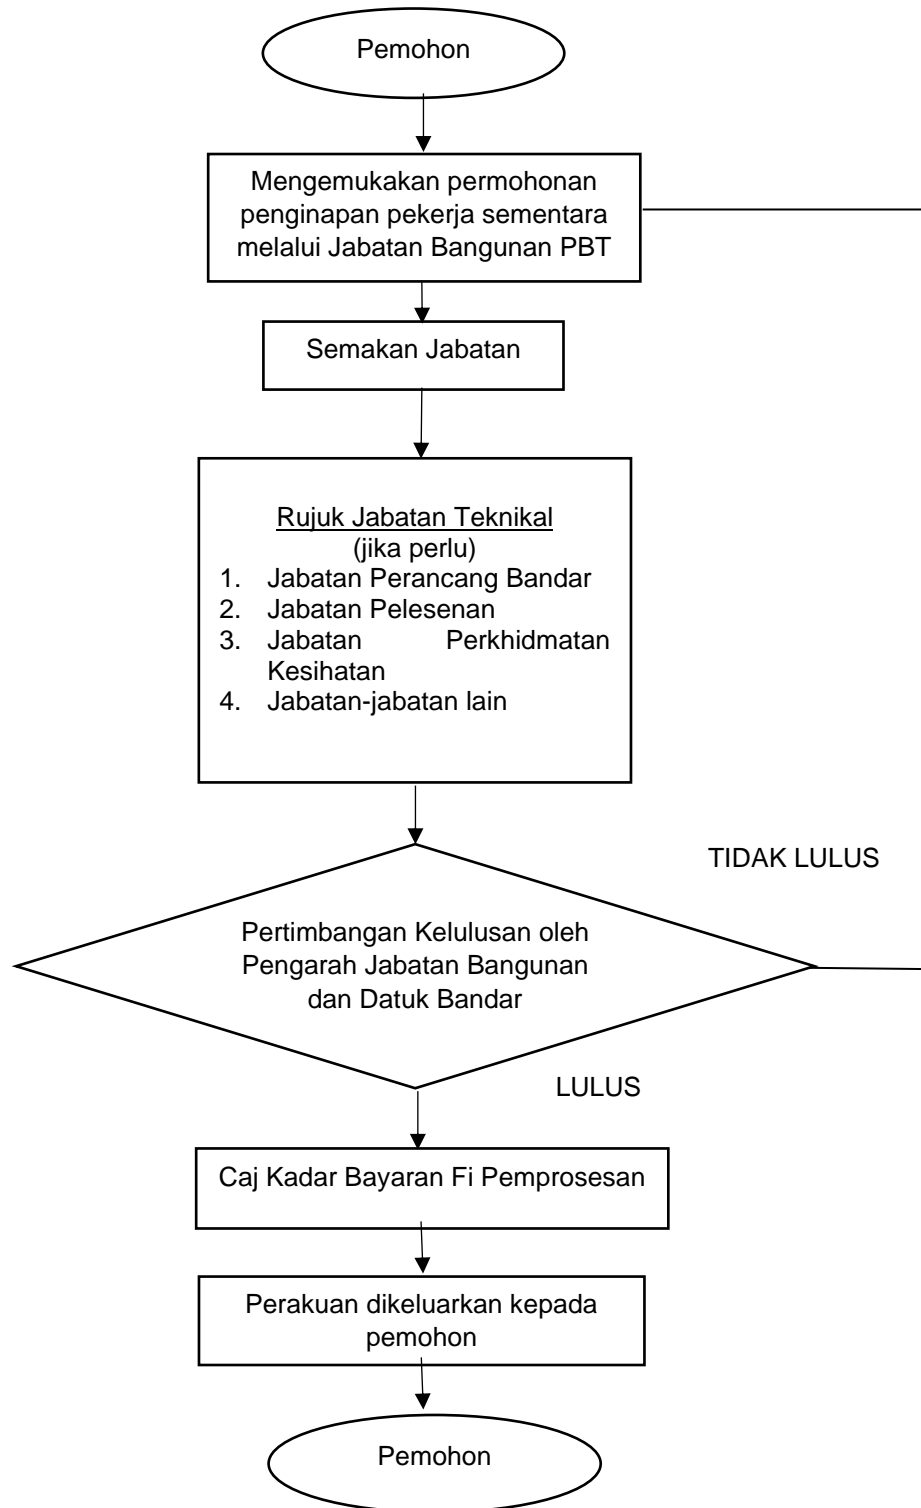 Pemohon
Mengemukakan permohonan
penginapan pekerja sementara
melalui Jabatan Bangunan PBT
Semakan Jabatan
Rujuk Jabatan Teknikal
(jika perlu)
1. Jabatan Perancang Bandar
2. Jabatan Pelesenan
3. Jabatan Perkhidmatan
Kesihatan
4. Jabatan-jabatan lain
TIDAK LULUS
Pertimbangan Kelulusan oleh
Pengarah Jabatan Bangunan
dan Datuk Bandar
LULUS
Caj Kadar Bayaran Fi Pemprosesan
Perakuan dikeluarkan kepada
pemohon
Pemohon